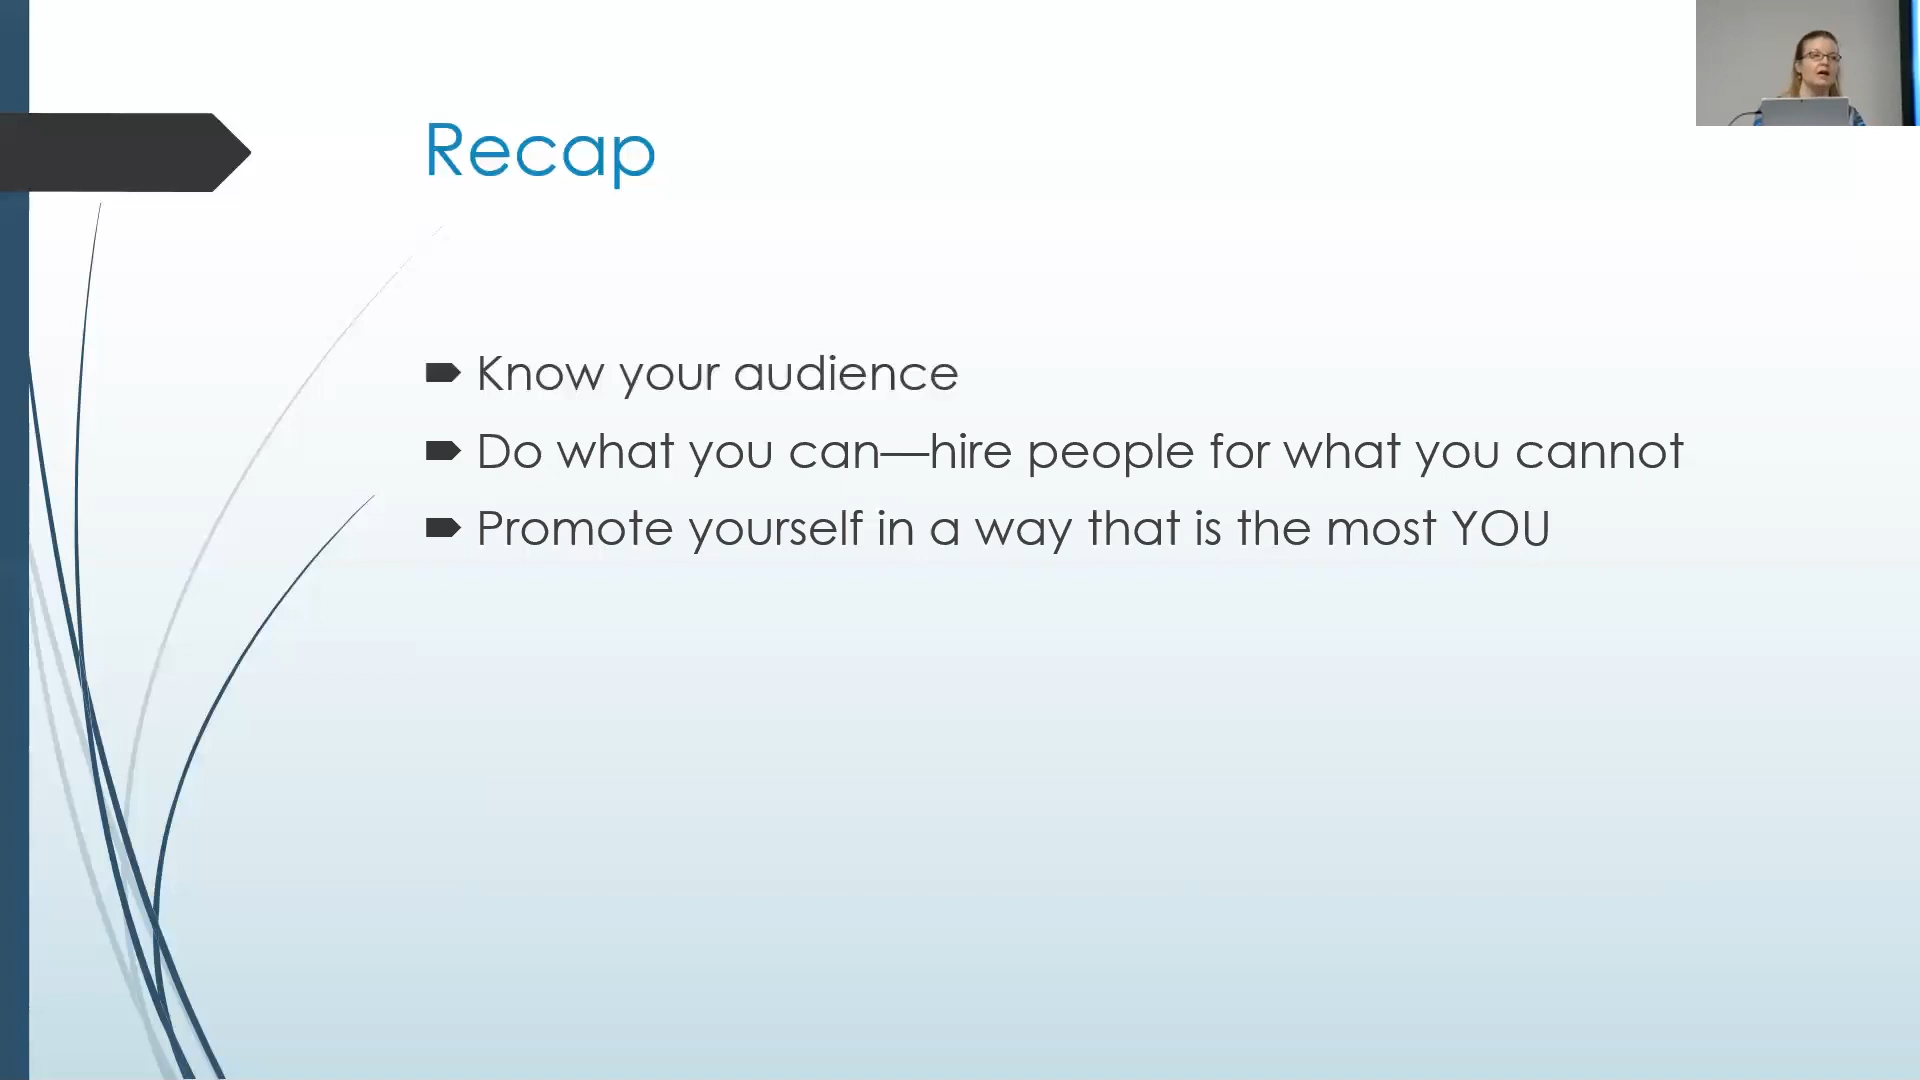 Recap
Know your audience
Do what you can—hire people for what you cannot
Promote yourself in a way that is the most YOU